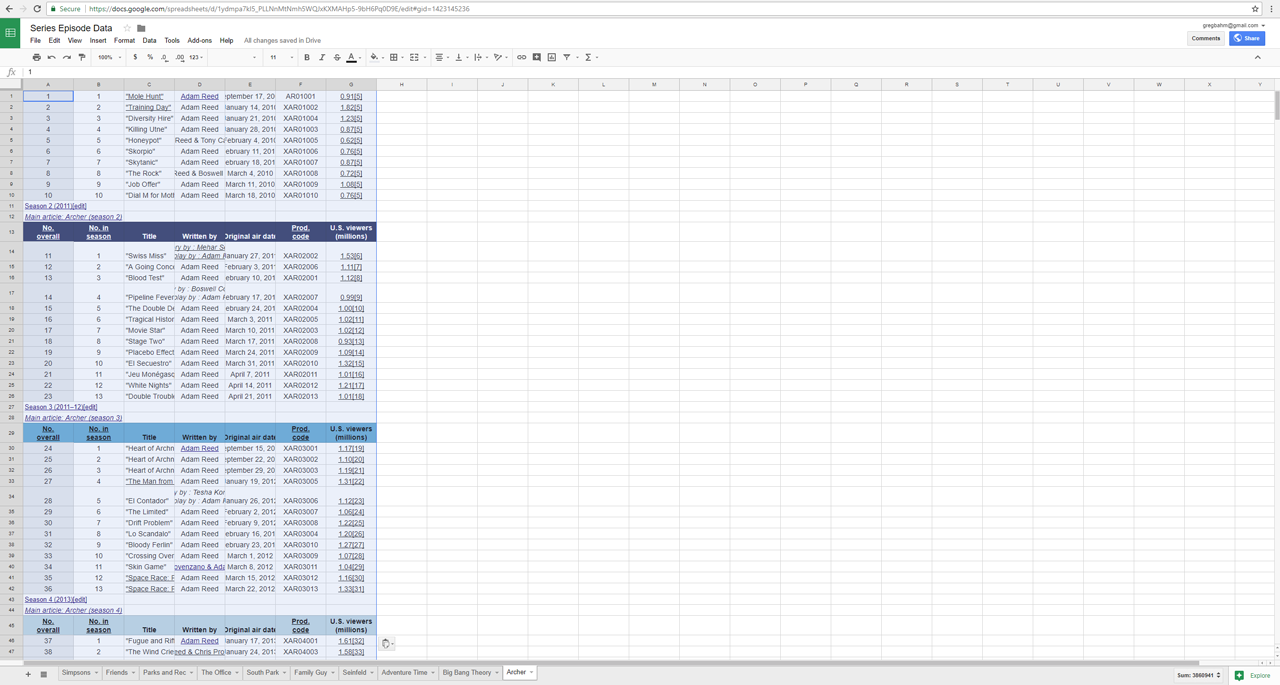 Secure https://docs.google.com/spreadsheets/d/
Series Episode Data
gregbahm@gmail.com
File Edit View Insert Format Data Tools Add-ons Help All changes saved in Drive
Comments Share
100% $ % .0 .00 123 11 B I S A
fx 1
A B C D E F G H I J K L M N O P Q R S T U V W X Y
1 1 1 "Mole Hunt" Adam Reed eptember 17, 20 AR01001 0.91[5]
2 2 2 "Training Day" Adam Reed anuary 14, 2010 XAR01002 1.82[5]
3 3 3 "Diversity Hire" Adam Reed anuary 21, 2010 XAR01004 1.23[5]
4 4 4 "Killing Utne" Adam Reed anuary 28, 2010 XAR01003 0.87[5]
5 5 5 "Honeypot" Reed & Tony C ebruary 4, 2010 XAR01005 0.62[5]
6 6 6 "Skorpio" Adam Reed ebruary 11, 201 XAR01006 0.76[5]
7 7 7 "Skytanic" Adam Reed ebruary 18, 201 XAR01007 0.87[5]
8 8 8 "The Rock" Reed & Boswell March 4, 2010 XAR01008 0.72[5]
9 9 9 "Job Offer" Adam Reed March 11, 2010 XAR01009 1.08[5]
10 10 10 "Dial M for Moth Adam Reed March 18, 2010 XAR01010 0.76[5]
11 Season 2 (2011)[edit]
12 Main article: Archer (season 2)
13 No. overall No. in season Title Written by Original air date Prod. code U.S. viewers (millions)
ry by : Mehar Se
14 11 1 "Swiss Miss" play by : Adam R anuary 27, 201 XAR02002 1.53[6]
15 12 2 "A Going Conce Adam Reed ebruary 3, 2011 XAR02006 1.11[7]
16 13 3 "Blood Test" Adam Reed ebruary 10, 201 XAR02001 1.12[8]
y by : Boswell Co
17 14 4 "Pipeline Fever play by : Adam R ebruary 17, 201 XAR02007 0.99[9]
18 15 5 "The Double De Adam Reed ebruary 24, 201 XAR02004 1.00[10]
19 16 6 "Tragical Histor Adam Reed March 3, 2011 XAR02005 1.02[11]
20 17 7 "Movie Star" Adam Reed March 10, 2011 XAR02003 1.02[12]
21 18 8 "Stage Two" Adam Reed March 17, 2011 XAR02008 0.93[13]
22 19 9 "Placebo Effect Adam Reed March 24, 2011 XAR02009 1.09[14]
23 20 10 "El Secuestro" Adam Reed March 31, 2011 XAR02010 1.32[15]
24 21 11 "Jeu Monégasq Adam Reed April 7, 2011 XAR02011 1.01[16]
25 22 12 "White Nights" Adam Reed April 14, 2011 XAR02012 1.21[17]
26 23 13 "Double Trouble Adam Reed April 21, 2011 XAR02013 1.01[18]
27 Season 3 (2011–12)[edit]
28 Main article: Archer (season 3)
29 No. overall No. in season Title Written by Original air date Prod. code U.S. viewers (millions)
30 24 1 "Heart of Archn Adam Reed eptember 15, 20 XAR03001 1.17[19]
31 25 2 "Heart of Archn Adam Reed eptember 22, 20 XAR03002 1.10[20]
32 26 3 "Heart of Archn Adam Reed eptember 29, 20 XAR03003 1.19[21]
33 27 4 "The Man from Adam Reed anuary 19, 2012 XAR03005 1.31[22]
y by : Tesha Kon
34 28 5 "El Contador" play by : Adam R anuary 26, 2012 XAR03006 1.12[23]
35 29 6 "The Limited" Adam Reed ebruary 2, 2012 XAR03007 1.06[24]
36 30 7 "Drift Problem" Adam Reed ebruary 9, 2012 XAR03008 1.22[25]
37 31 8 "Lo Scandalo" Adam Reed ebruary 16, 201 XAR03004 1.20[26]
38 32 9 "Bloody Ferlin" Adam Reed ebruary 23, 201 XAR03010 1.27[27]
39 33 10 "Crossing Over Adam Reed March 1, 2012 XAR03009 1.07[28]
40 34 11 "Skin Game" ovenzano & Ada March 8, 2012 XAR03011 1.04[29]
41 35 12 "Space Race: P Adam Reed March 15, 2012 XAR03012 1.16[30]
42 36 13 "Space Race: P Adam Reed March 22, 2012 XAR03013 1.33[31]
43 Season 4 (2013)[edit]
44 Main article: Archer (season 4)
45 No. overall No. in season Title Written by Original air date Prod. code U.S. viewers (millions)
46 37 1 "Fugue and Riff Adam Reed anuary 17, 2013 XAR04001 1.61[32]
47 38 2 "The Wind Crie eed & Chris Pro anuary 24, 2013 XAR04003 1.58[33]
Simpsons Friends Parks and Rec The Office South Park Family Guy Seinfeld Adventure Time Big Bang Theory Archer
Sum: 3860941 Explore